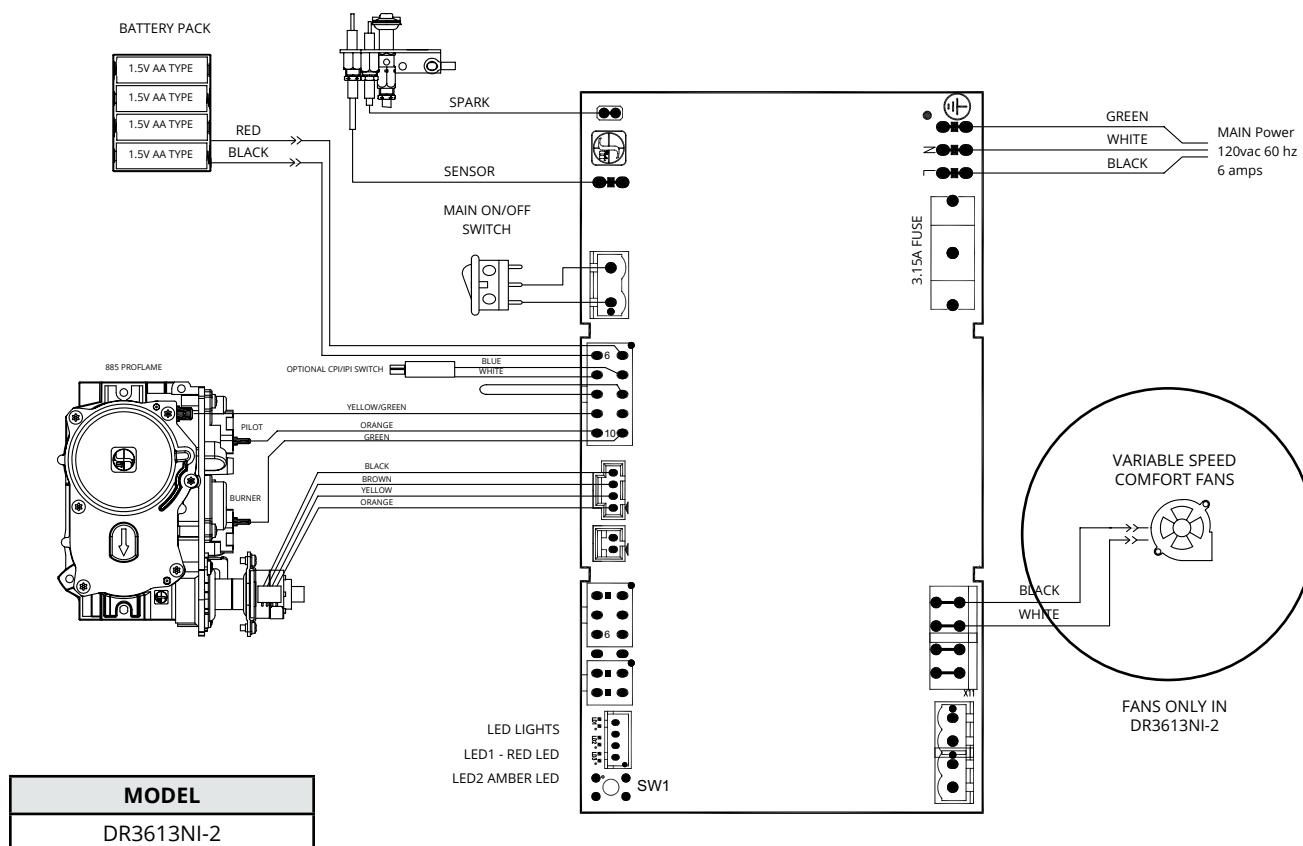 BATTERY PACK
1.5V AA TYPE
1.5V AA TYPE
1.5V AA TYPE
1.5V AA TYPE
RED
BLACK
SPARK
SENSOR
MAIN ON/OFF
SWITCH
GREEN
WHITE
BLACK
MAIN Power
120vac 60 hz
6 amps
N
L
3.15A FUSE
885 PROFLAME
OPTIONAL CPI/IPI SWITCH
BLUE
WHITE
6
YELLOW/GREEN
PILOT
ORANGE
GREEN
10
BLACK
BROWN
YELLOW
ORANGE
BURNER
6
VARIABLE SPEED
COMFORT FANS
BLACK
WHITE
X11
FANS ONLY IN
DR3613NI-2
LED LIGHTS
LED1 - RED LED
LED2 AMBER LED
SW1
MODEL
DR3613NI-2